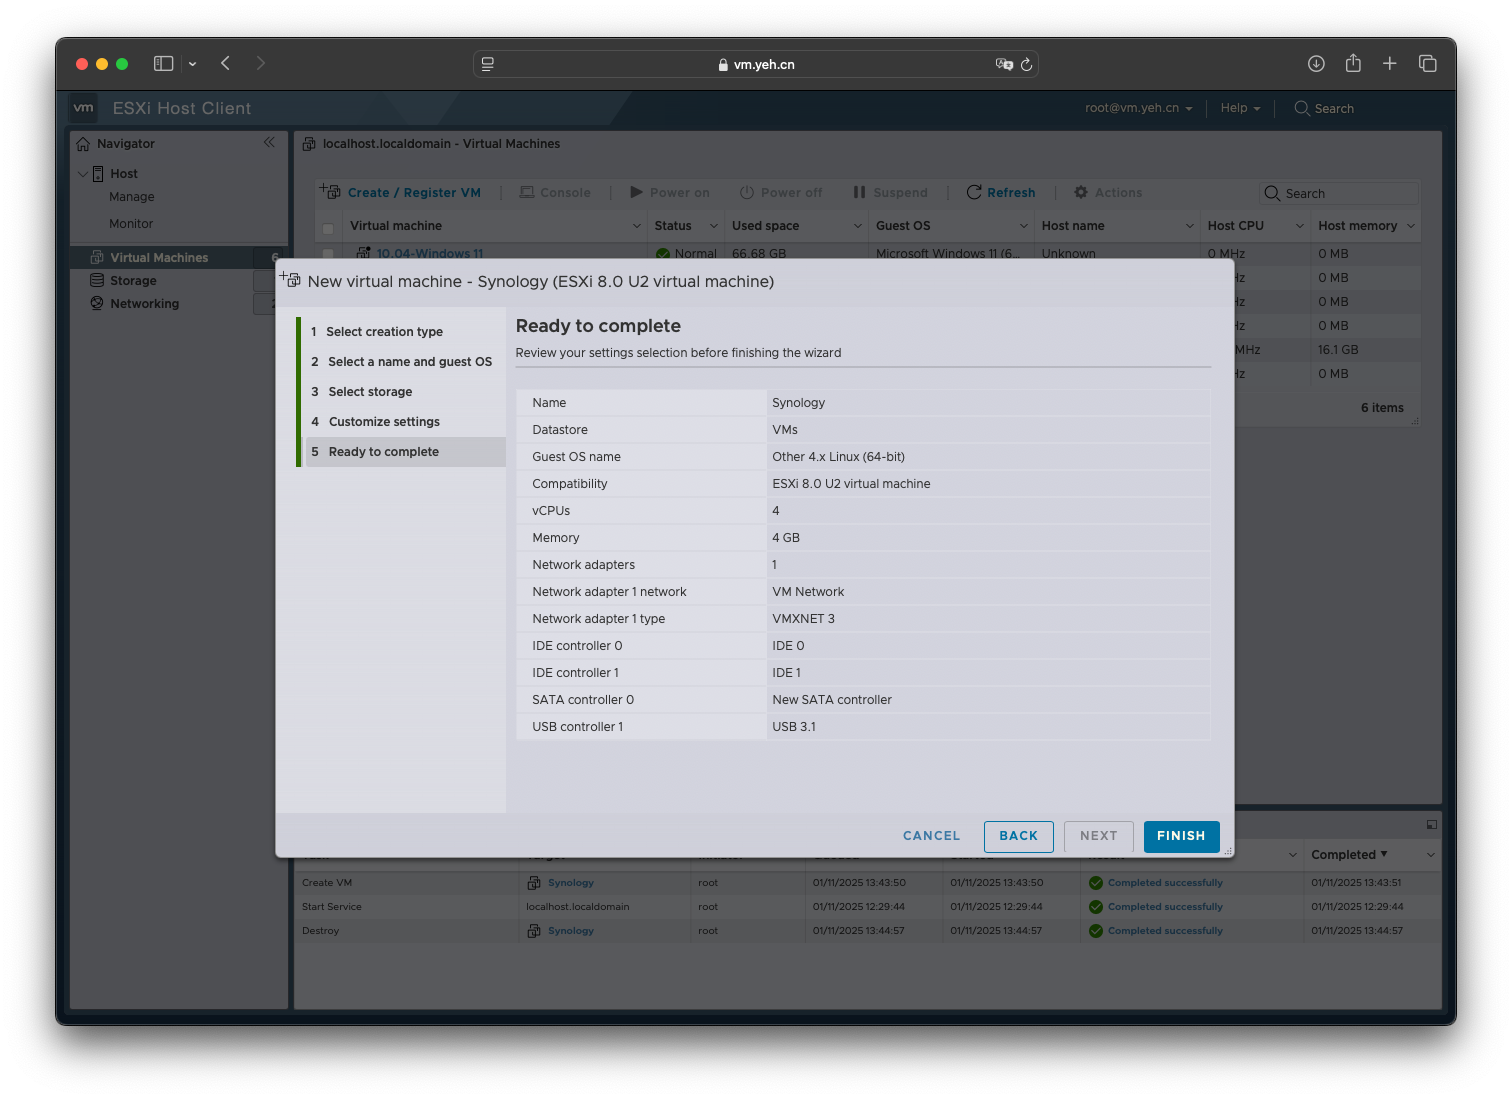 vm.yeh.cn
vm ESXi Host Client
root@vm.yeh.cn Help Search
Navigator
Host
Manage
Monitor
Virtual Machines 6
Storage
Networking 2
localhost.localdomain - Virtual Machines
Create / Register VM Console Power on Power off Suspend Refresh Actions Search
Virtual machine Status Used space Guest OS Host name Host CPU Host memory
10.04-Windows 11 Normal 66.68 GB Microsoft Windows 11 (6... Unknown 0 MHz 0 MB
Hz 0 MB
Hz 0 MB
Hz 0 MB
MHz 16.1 GB
Hz 0 MB
6 items
New virtual machine - Synology (ESXi 8.0 U2 virtual machine)
1 Select creation type
2 Select a name and guest OS
3 Select storage
4 Customize settings
5 Ready to complete
Ready to complete
Review your settings selection before finishing the wizard
Name Synology
Datastore VMs
Guest OS name Other 4.x Linux (64-bit)
Compatibility ESXi 8.0 U2 virtual machine
vCPUs 4
Memory 4 GB
Network adapters 1
Network adapter 1 network VM Network
Network adapter 1 type VMXNET 3
IDE controller 0 IDE 0
IDE controller 1 IDE 1
SATA controller 0 New SATA controller
USB controller 1 USB 3.1
CANCEL BACK NEXT FINISH
Completed
Create VM Synology root 01/11/2025 13:43:50 01/11/2025 13:43:50 Completed successfully 01/11/2025 13:43:51
Start Service localhost.localdomain root 01/11/2025 12:29:44 01/11/2025 12:29:44 Completed successfully 01/11/2025 12:29:44
Destroy Synology root 01/11/2025 13:44:57 01/11/2025 13:44:57 Completed successfully 01/11/2025 13:44:57